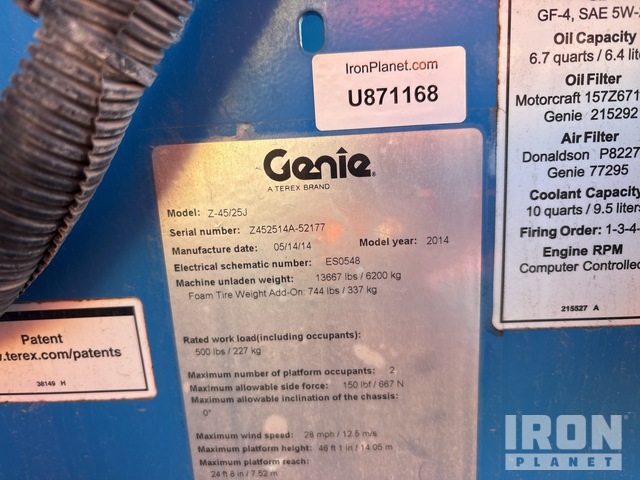 IronPlanet.com
U871168
Genie
A TEREX BRAND
Model: Z-45/25J
Serial number: Z452514A-52177
Manufacture date: 05/14/14 Model year: 2014
Electrical schematic number: ES0548
Machine unladen weight: 13667 lbs / 6200 kg
Foam Tire Weight Add-On: 744 lbs / 337 kg
Rated work load(including occupants):
500 lbs / 227 kg
Maximum number of platform occupants: 2
Maximum allowable side force: 150 lbf / 667 N
Maximum allowable inclination of the chassis:
0°
Maximum wind speed: 28 mph / 12.5 m/s
Maximum platform height: 46 ft 1 in / 14.05 m
Maximum platform reach:
24 ft 8 in / 7.52 m
Patent
.terex.com/patents
38149 H
GF-4, SAE 5W-
Oil Capacity
6.7 quarts / 6.4 lite
Oil Filter
Motorcraft 157Z671
Genie 215292
Air Filter
Donaldson P8227
Genie 77295
Coolant Capacity
10 quarts / 9.5 liters
Firing Order: 1-3-4-
Engine RPM
Computer Controlled
215527 A
IRON
PLANET